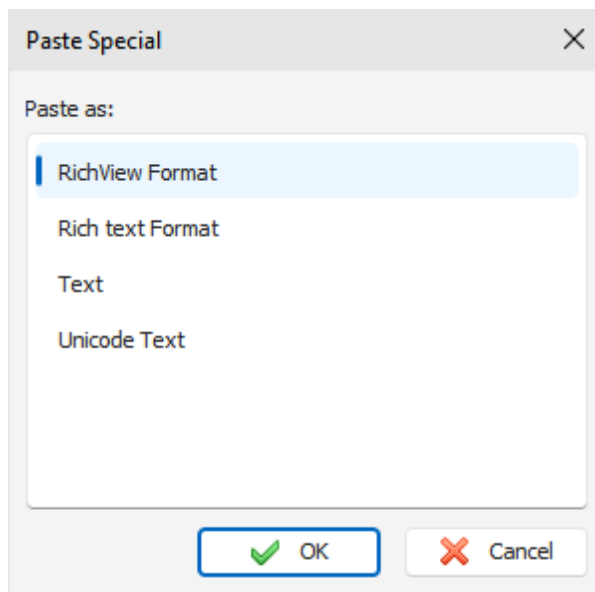 Paste Special
Paste as:
RichView Format
Rich text Format
Text
Unicode Text
OK
Cancel